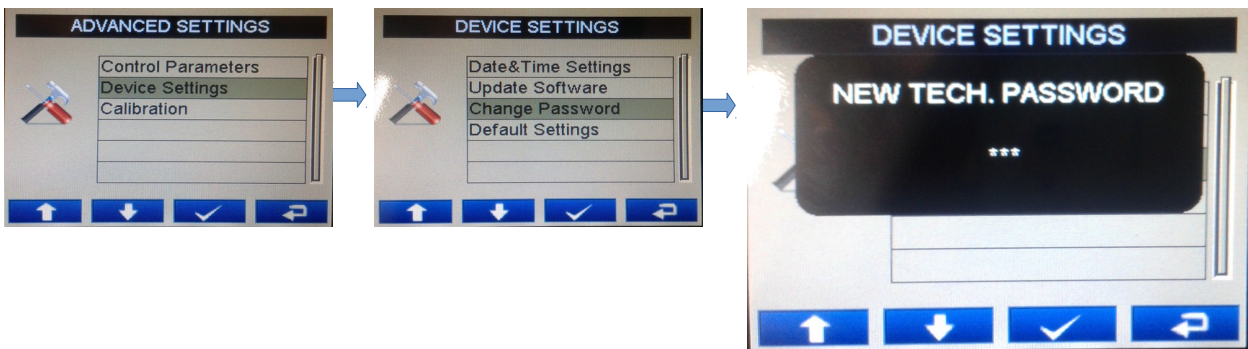 ADVANCED SETTINGS
Control Parameters
Device Settings
Calibration
DEVICE SETTINGS
Date&Time Settings
Update Software
Change Password
Default Settings
DEVICE SETTINGS
NEW TECH. PASSWORD
***